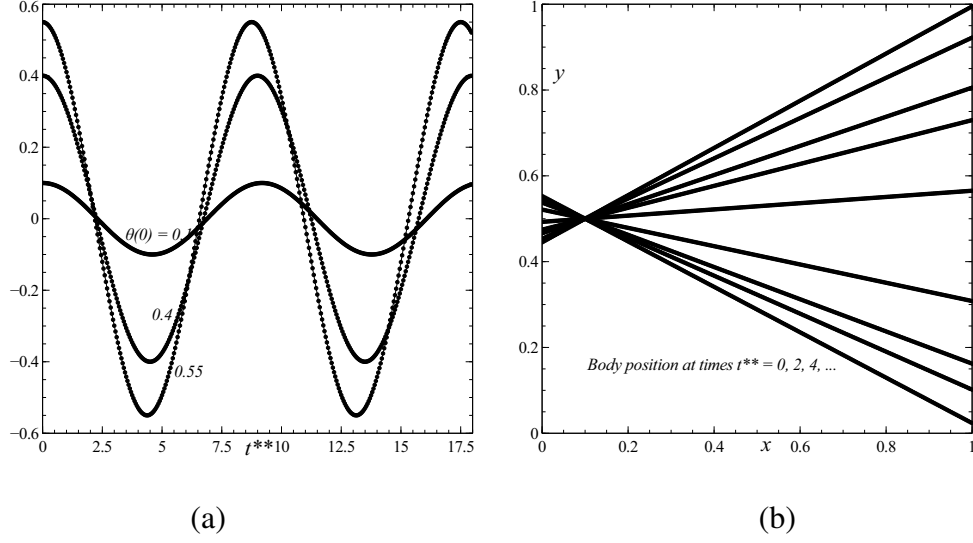 0.6
0.4
0.2
0
−0.2
−0.4
−0.6
θ(0) = 0.1
0.4
0.55
0 2.5 5 7.5 t**10 12.5 15 17.5
(a)
1
0.8
0.6
0.4
0.2
0
y
Body position at times t** = 0, 2, 4, ...
0 0.2 0.4 x 0.6 0.8 1
(b)